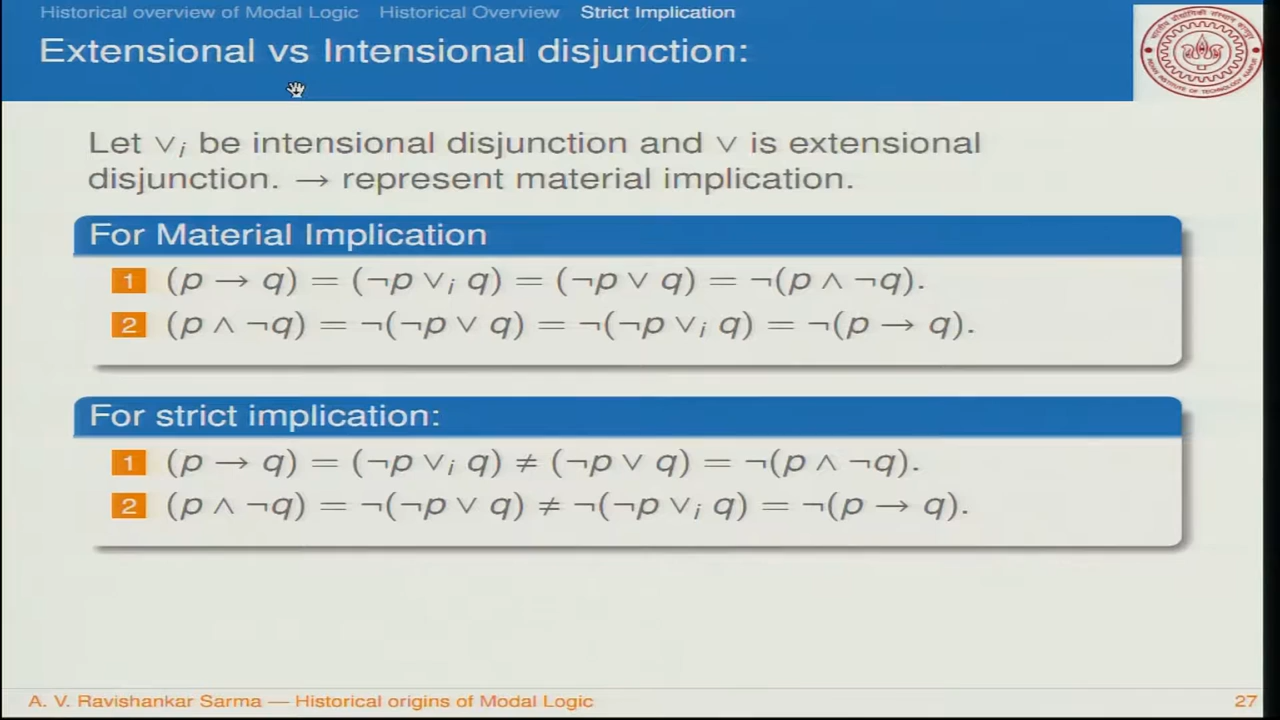 Historical overview of Modal Logic Historical Overview Strict Implication
Extensional vs Intensional disjunction:
Let ∨ᵢ be intensional disjunction and ∨ is extensional
disjunction. → represent material implication.
For Material Implication
1 (p → q) = (¬p ∨ᵢ q) = (¬p ∨ q) = ¬(p ∧ ¬q).
2 (p ∧ ¬q) = ¬(¬p ∨ q) = ¬(¬p ∨ᵢ q) = ¬(p → q).
For strict implication:
1 (p → q) = (¬p ∨ᵢ q) ≠ (¬p ∨ q) = ¬(p ∧ ¬q).
2 (p ∧ ¬q) = ¬(¬p ∨ q) ≠ ¬(¬p ∨ᵢ q) = ¬(p → q).
A. V. Ravishankar Sarma — Historical origins of Modal Logic 27